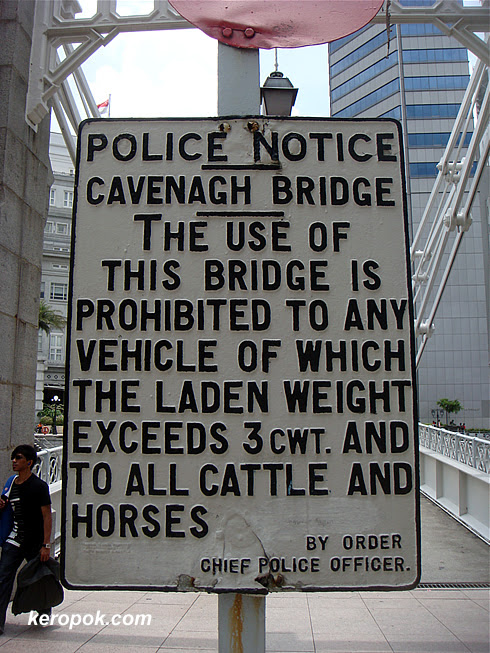 POLICE NOTICE
CAVENAGH BRIDGE
THE USE OF
THIS BRIDGE IS
PROHIBITED TO ANY
VEHICLE OF WHICH
THE LADEN WEIGHT
EXCEEDS 3 CWT. AND
TO ALL CATTLE AND
HORSES
BY ORDER
CHIEF POLICE OFFICER.
keropok.com